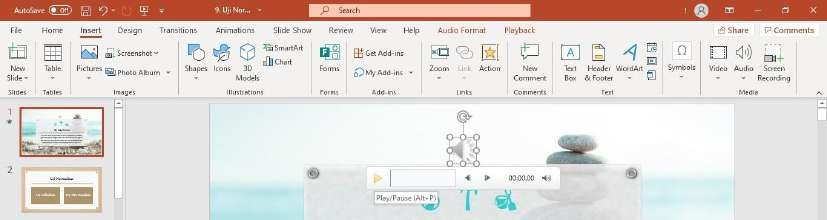 AutoSave Off 9. Uji Nor... Search
File Home Insert Draw Design Transitions Animations Slide Show Review View Help Audio Format Playback Share Comments
New Slide Table Pictures Screenshot Photo Album Shapes Icons 3D Models SmartArt Chart Forms Get Add-ins My Add-ins Zoom Link Action New Comment Text Box Header & Footer WordArt Symbols Video Audio Screen Recording
Slides Tables Images Illustrations Forms Add-ins Links Comments Text Media
1
2
00:00.00
Play/Pause (Alt+P)